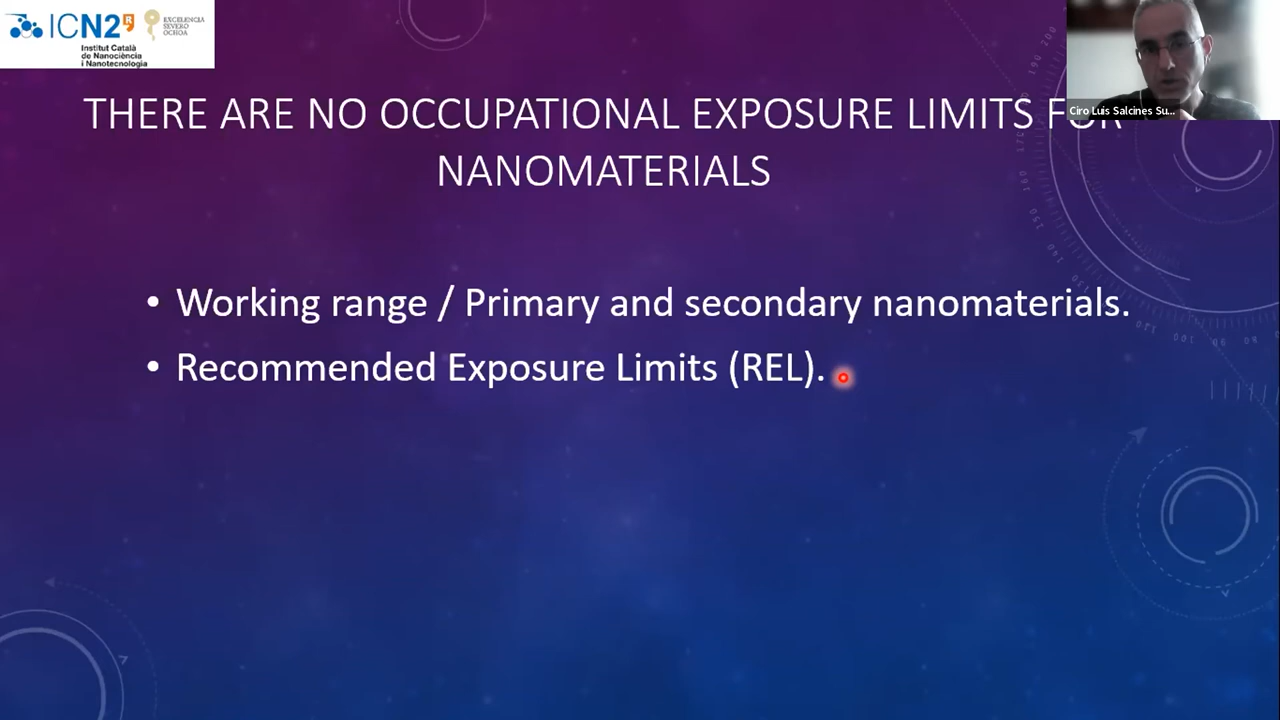 ICN2
EXCELENCIA
SEVERO
OCHOA
Institut Català
de Nanociència
i Nanotecnologia
THERE ARE NO OCCUPATIONAL EXPOSURE LIMITS FOR
NANOMATERIALS
Ciro Luis Salcines Su...
• Working range / Primary and secondary nanomaterials.
• Recommended Exposure Limits (REL).